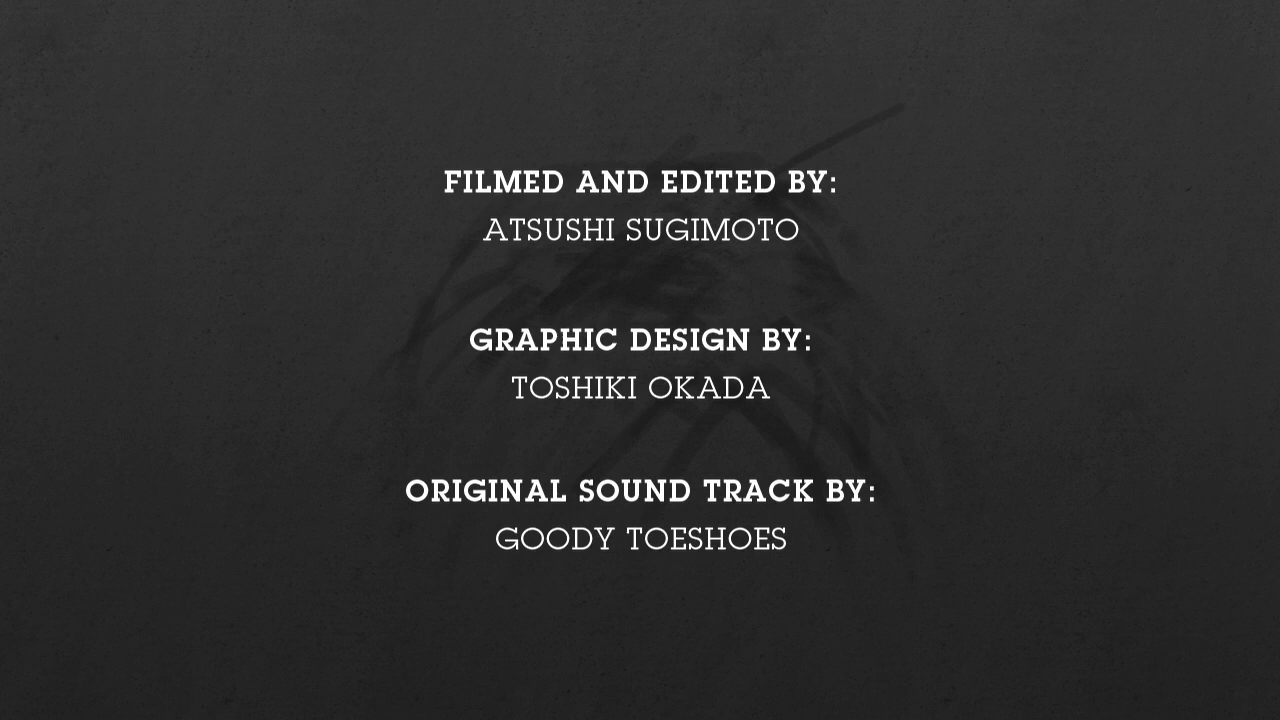 FILMED AND EDITED BY:
ATSUSHI SUGIMOTO
GRAPHIC DESIGN BY:
TOSHIKI OKADA
ORIGINAL SOUND TRACK BY:
GOODY TOESHOES